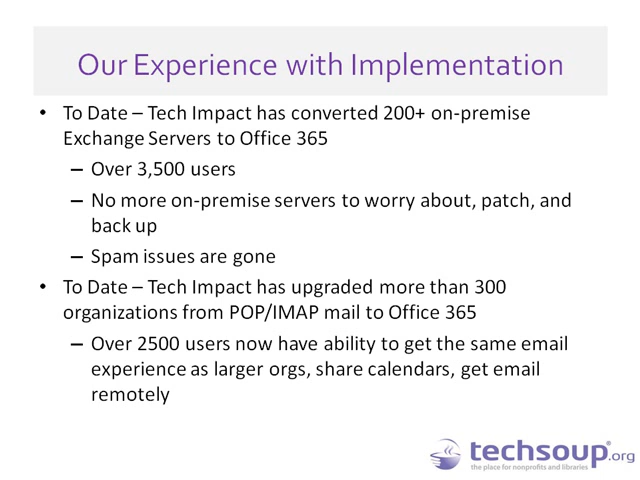 Our Experience with Implementation
• To Date – Tech Impact has converted 200+ on-premise
Exchange Servers to Office 365
– Over 3,500 users
– No more on-premise servers to worry about, patch, and
back up
– Spam issues are gone
• To Date – Tech Impact has upgraded more than 300
organizations from POP/IMAP mail to Office 365
– Over 2500 users now have ability to get the same email
experience as larger orgs, share calendars, get email
remotely
techsoup®.org
the place for nonprofits and libraries